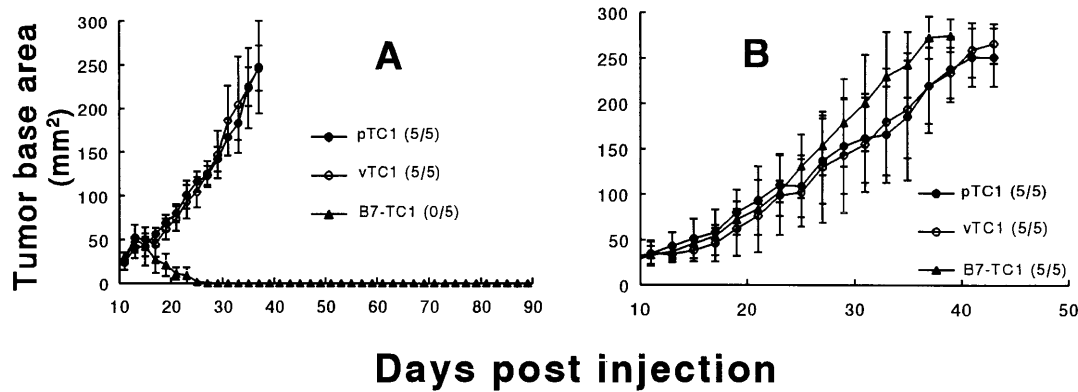 Tumor base area
(mm²)
300
250
200
150
100
50
0
A
pTC1 (5/5)
vTC1 (5/5)
B7-TC1 (0/5)
10 20 30 40 50 60 70 80 90
300
250
200
150
100
50
0
B
pTC1 (5/5)
vTC1 (5/5)
B7-TC1 (5/5)
10 20 30 40 50
Days post injection